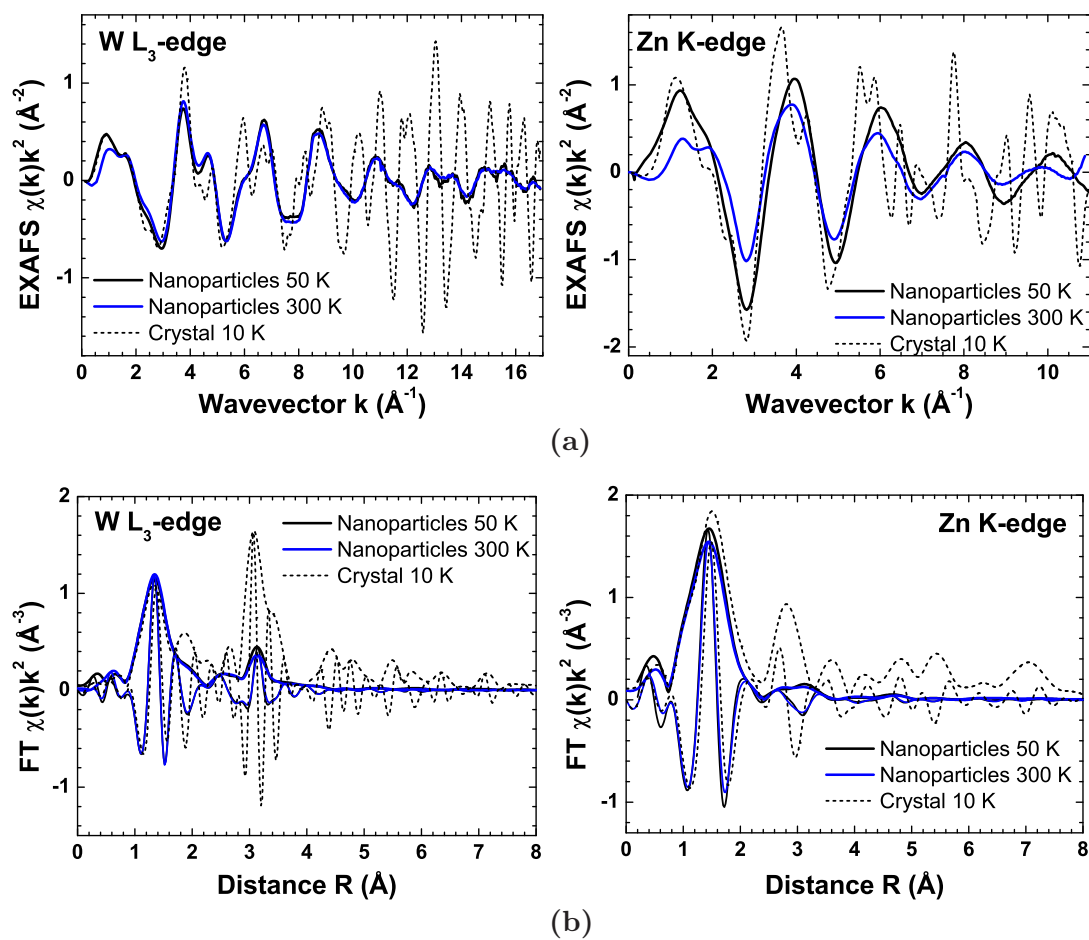 W L₃-edge
EXAFS χ(k)k² (Å⁻²)
1
0
-1
Nanoparticles 50 K
Nanoparticles 300 K
Crystal 10 K
0 2 4 6 8 10 12 14 16
Wavevector k (Å⁻¹)
Zn K-edge
EXAFS χ(k)k² (Å⁻²)
1
0
-1
-2
Nanoparticles 50 K
Nanoparticles 300 K
Crystal 10 K
0 2 4 6 8 10
Wavevector k (Å⁻¹)
(a)
W L₃-edge
FT χ(k)k² (Å⁻³)
2
1
0
-1
Nanoparticles 50 K
Nanoparticles 300 K
Crystal 10 K
0 1 2 3 4 5 6 7 8
Distance R (Å)
Zn K-edge
FT χ(k)k² (Å⁻³)
2
1
0
-1
Nanoparticles 50 K
Nanoparticles 300 K
Crystal 10 K
0 1 2 3 4 5 6 7 8
Distance R (Å)
(b)